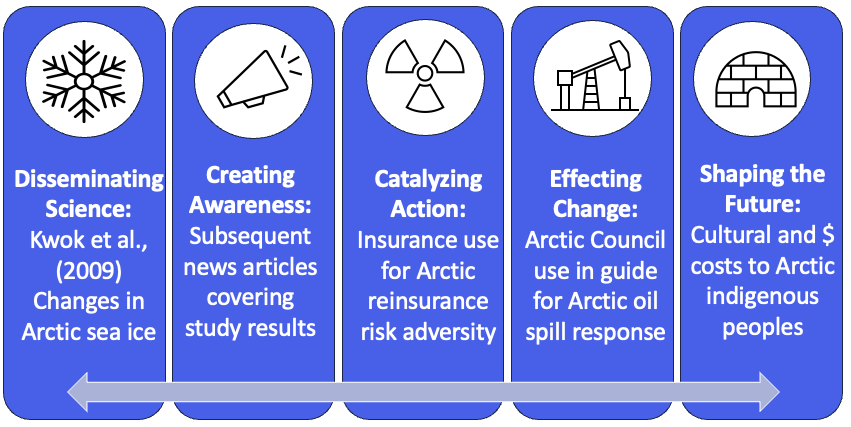 Disseminating
Science:
Kwok et al.,
(2009)
Changes in
Arctic sea ice
Creating
Awareness:
Subsequent
news articles
covering
study results
Catalyzing
Action:
Insurance use
for Arctic
reinsurance
risk adversity
Effecting
Change:
Arctic Council
use in guide
for Arctic oil
spill response
Shaping the
Future:
Cultural and $
costs to Arctic
indigenous
peoples